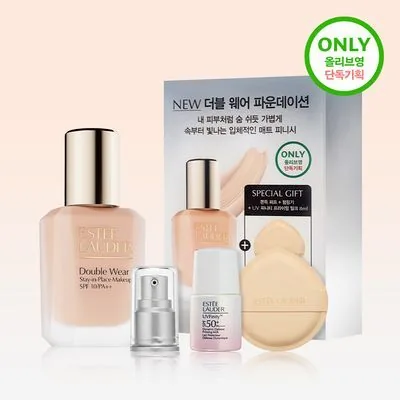 ONLY
올리브영
단독기획
NEW 더블 웨어 파운데이션
내 피부처럼 숨 쉬듯 가볍게
속부터 빛나는 입체적인 매트 피니시
ONLY
올리브영
단독기획
SPECIAL GIFT
+
ESTĒE
LAUDER
Double Wear
Stay-in-Place Makeup
SPF 10/PA++
ESTĒE
LAUDER
UVFinity™
50+